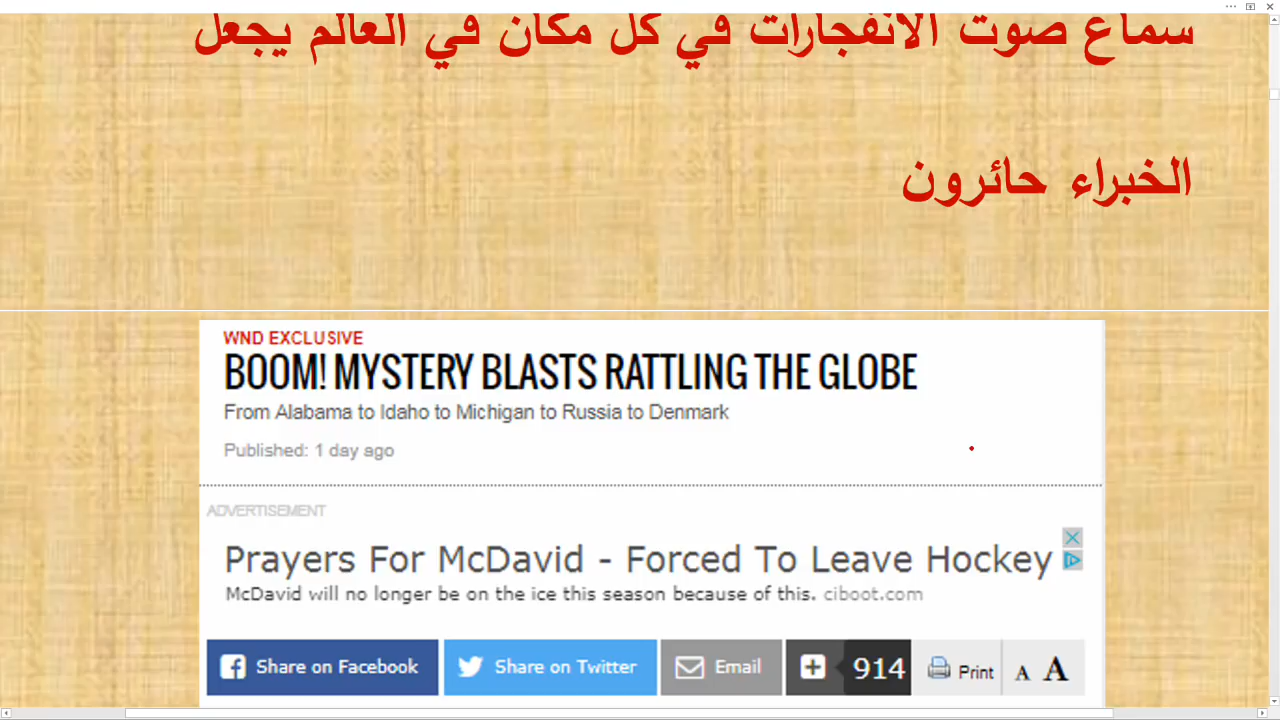 سماع صوت الانفجارات في كل مكان في العالم يجعل
الخبراء حائرون
WND EXCLUSIVE
BOOM! MYSTERY BLASTS RATTLING THE GLOBE
From Alabama to Idaho to Michigan to Russia to Denmark
Published: 1 day ago
ADVERTISEMENT
Prayers For McDavid - Forced To Leave Hockey
McDavid will no longer be on the ice this season because of this. ciboot.com
Share on Facebook Share on Twitter Email 914 Print A A